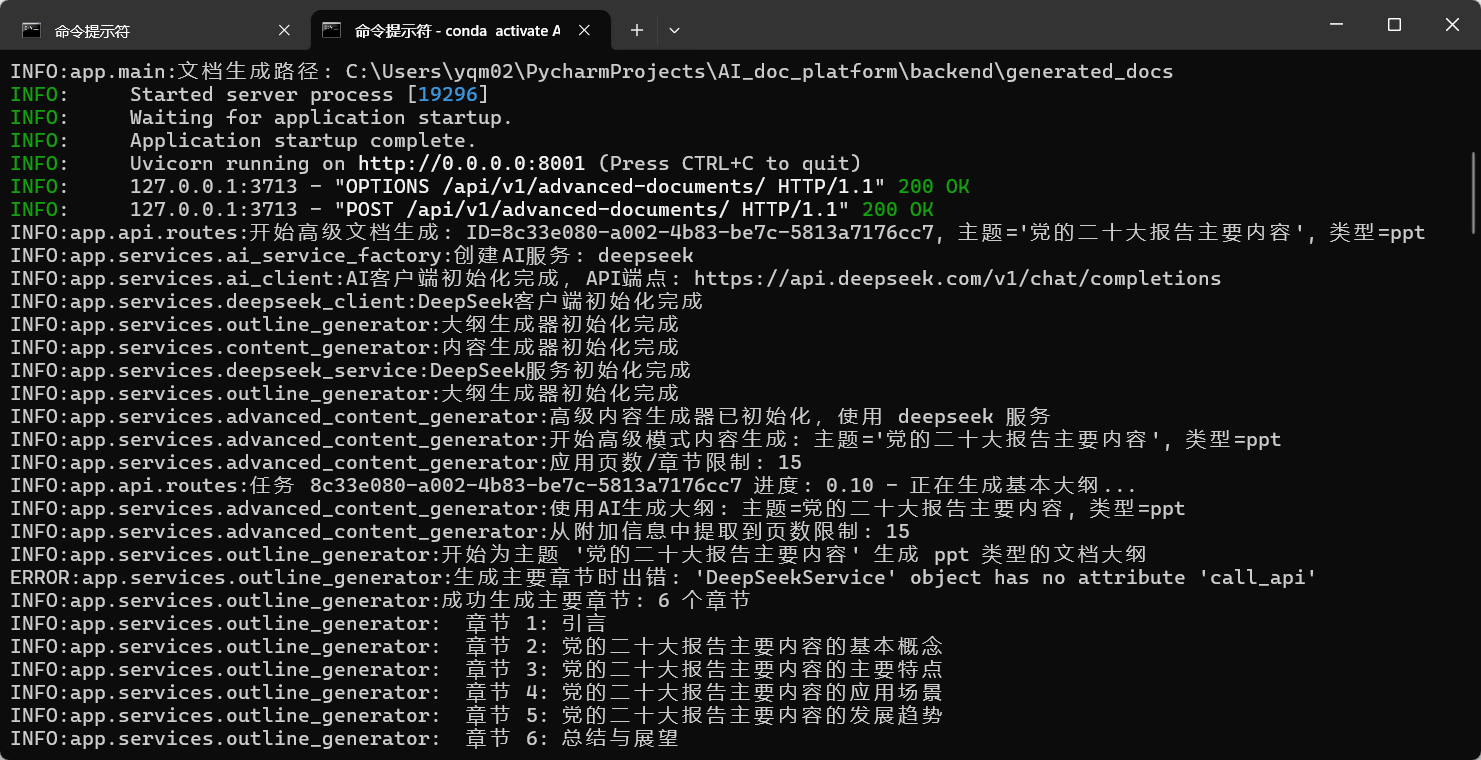 命令提示符
命令提示符 - conda activate A
INFO:app.main:文档生成路径: C:\Users\yqm02\PycharmProjects\AI_doc_platform\backend\generated_docs
INFO:     Started server process [19296]
INFO:     Waiting for application startup.
INFO:     Application startup complete.
INFO:     Uvicorn running on http://0.0.0.0:8001 (Press CTRL+C to quit)
INFO:     127.0.0.1:3713 - "OPTIONS /api/v1/advanced-documents/ HTTP/1.1" 200 OK
INFO:     127.0.0.1:3713 - "POST /api/v1/advanced-documents/ HTTP/1.1" 200 OK
INFO:app.api.routes:开始高级文档生成: ID=8c33e080-a002-4b83-be7c-5813a7176cc7, 主题='党的二十大报告主要内容', 类型=ppt
INFO:app.services.ai_service_factory:创建AI服务: deepseek
INFO:app.services.ai_client:AI客户端初始化完成，API端点: https://api.deepseek.com/v1/chat/completions
INFO:app.services.deepseek_client:DeepSeek客户端初始化完成
INFO:app.services.outline_generator:大纲生成器初始化完成
INFO:app.services.content_generator:内容生成器初始化完成
INFO:app.services.deepseek_service:DeepSeek服务初始化完成
INFO:app.services.outline_generator:大纲生成器初始化完成
INFO:app.services.advanced_content_generator:高级内容生成器已初始化，使用 deepseek 服务
INFO:app.services.advanced_content_generator:开始高级模式内容生成: 主题='党的二十大报告主要内容', 类型=ppt
INFO:app.services.advanced_content_generator:应用页数/章节限制: 15
INFO:app.api.routes:任务 8c33e080-a002-4b83-be7c-5813a7176cc7 进度: 0.10 - 正在生成基本大纲...
INFO:app.services.advanced_content_generator:使用AI生成大纲: 主题=党的二十大报告主要内容, 类型=ppt
INFO:app.services.advanced_content_generator:从附加信息中提取到页数限制: 15
INFO:app.services.outline_generator:开始为主题 '党的二十大报告主要内容' 生成 ppt 类型的文档大纲
ERROR:app.services.outline_generator:生成主要章节时出错: 'DeepSeekService' object has no attribute 'call_api'
INFO:app.services.outline_generator:成功生成主要章节: 6 个章节
INFO:app.services.outline_generator:  章节 1: 引言
INFO:app.services.outline_generator:  章节 2: 党的二十大报告主要内容的基本概念
INFO:app.services.outline_generator:  章节 3: 党的二十大报告主要内容的主要特点
INFO:app.services.outline_generator:  章节 4: 党的二十大报告主要内容的应用场景
INFO:app.services.outline_generator:  章节 5: 党的二十大报告主要内容的发展趋势
INFO:app.services.outline_generator:  章节 6: 总结与展望